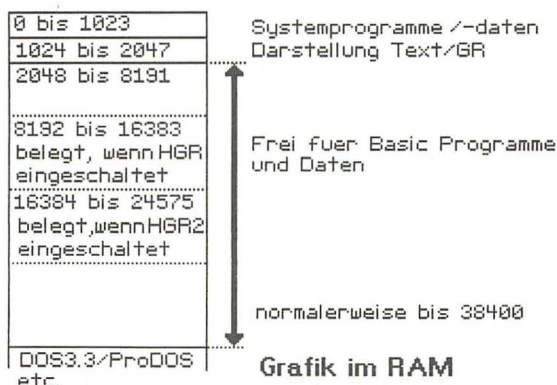 0 bis 1023
1024 bis 2047
2048 bis 8191
8192 bis 16383
belegt, wenn HGR
eingeschaltet
16384 bis 24575
belegt,wennHGR2
eingeschaltet
DOS3.3/ProDOS
etc.
Systemprogramme /-daten
Darstellung Text/GR
Frei fuer Basic Programme
und Daten
normalerweise bis 38400
Grafik im RAM